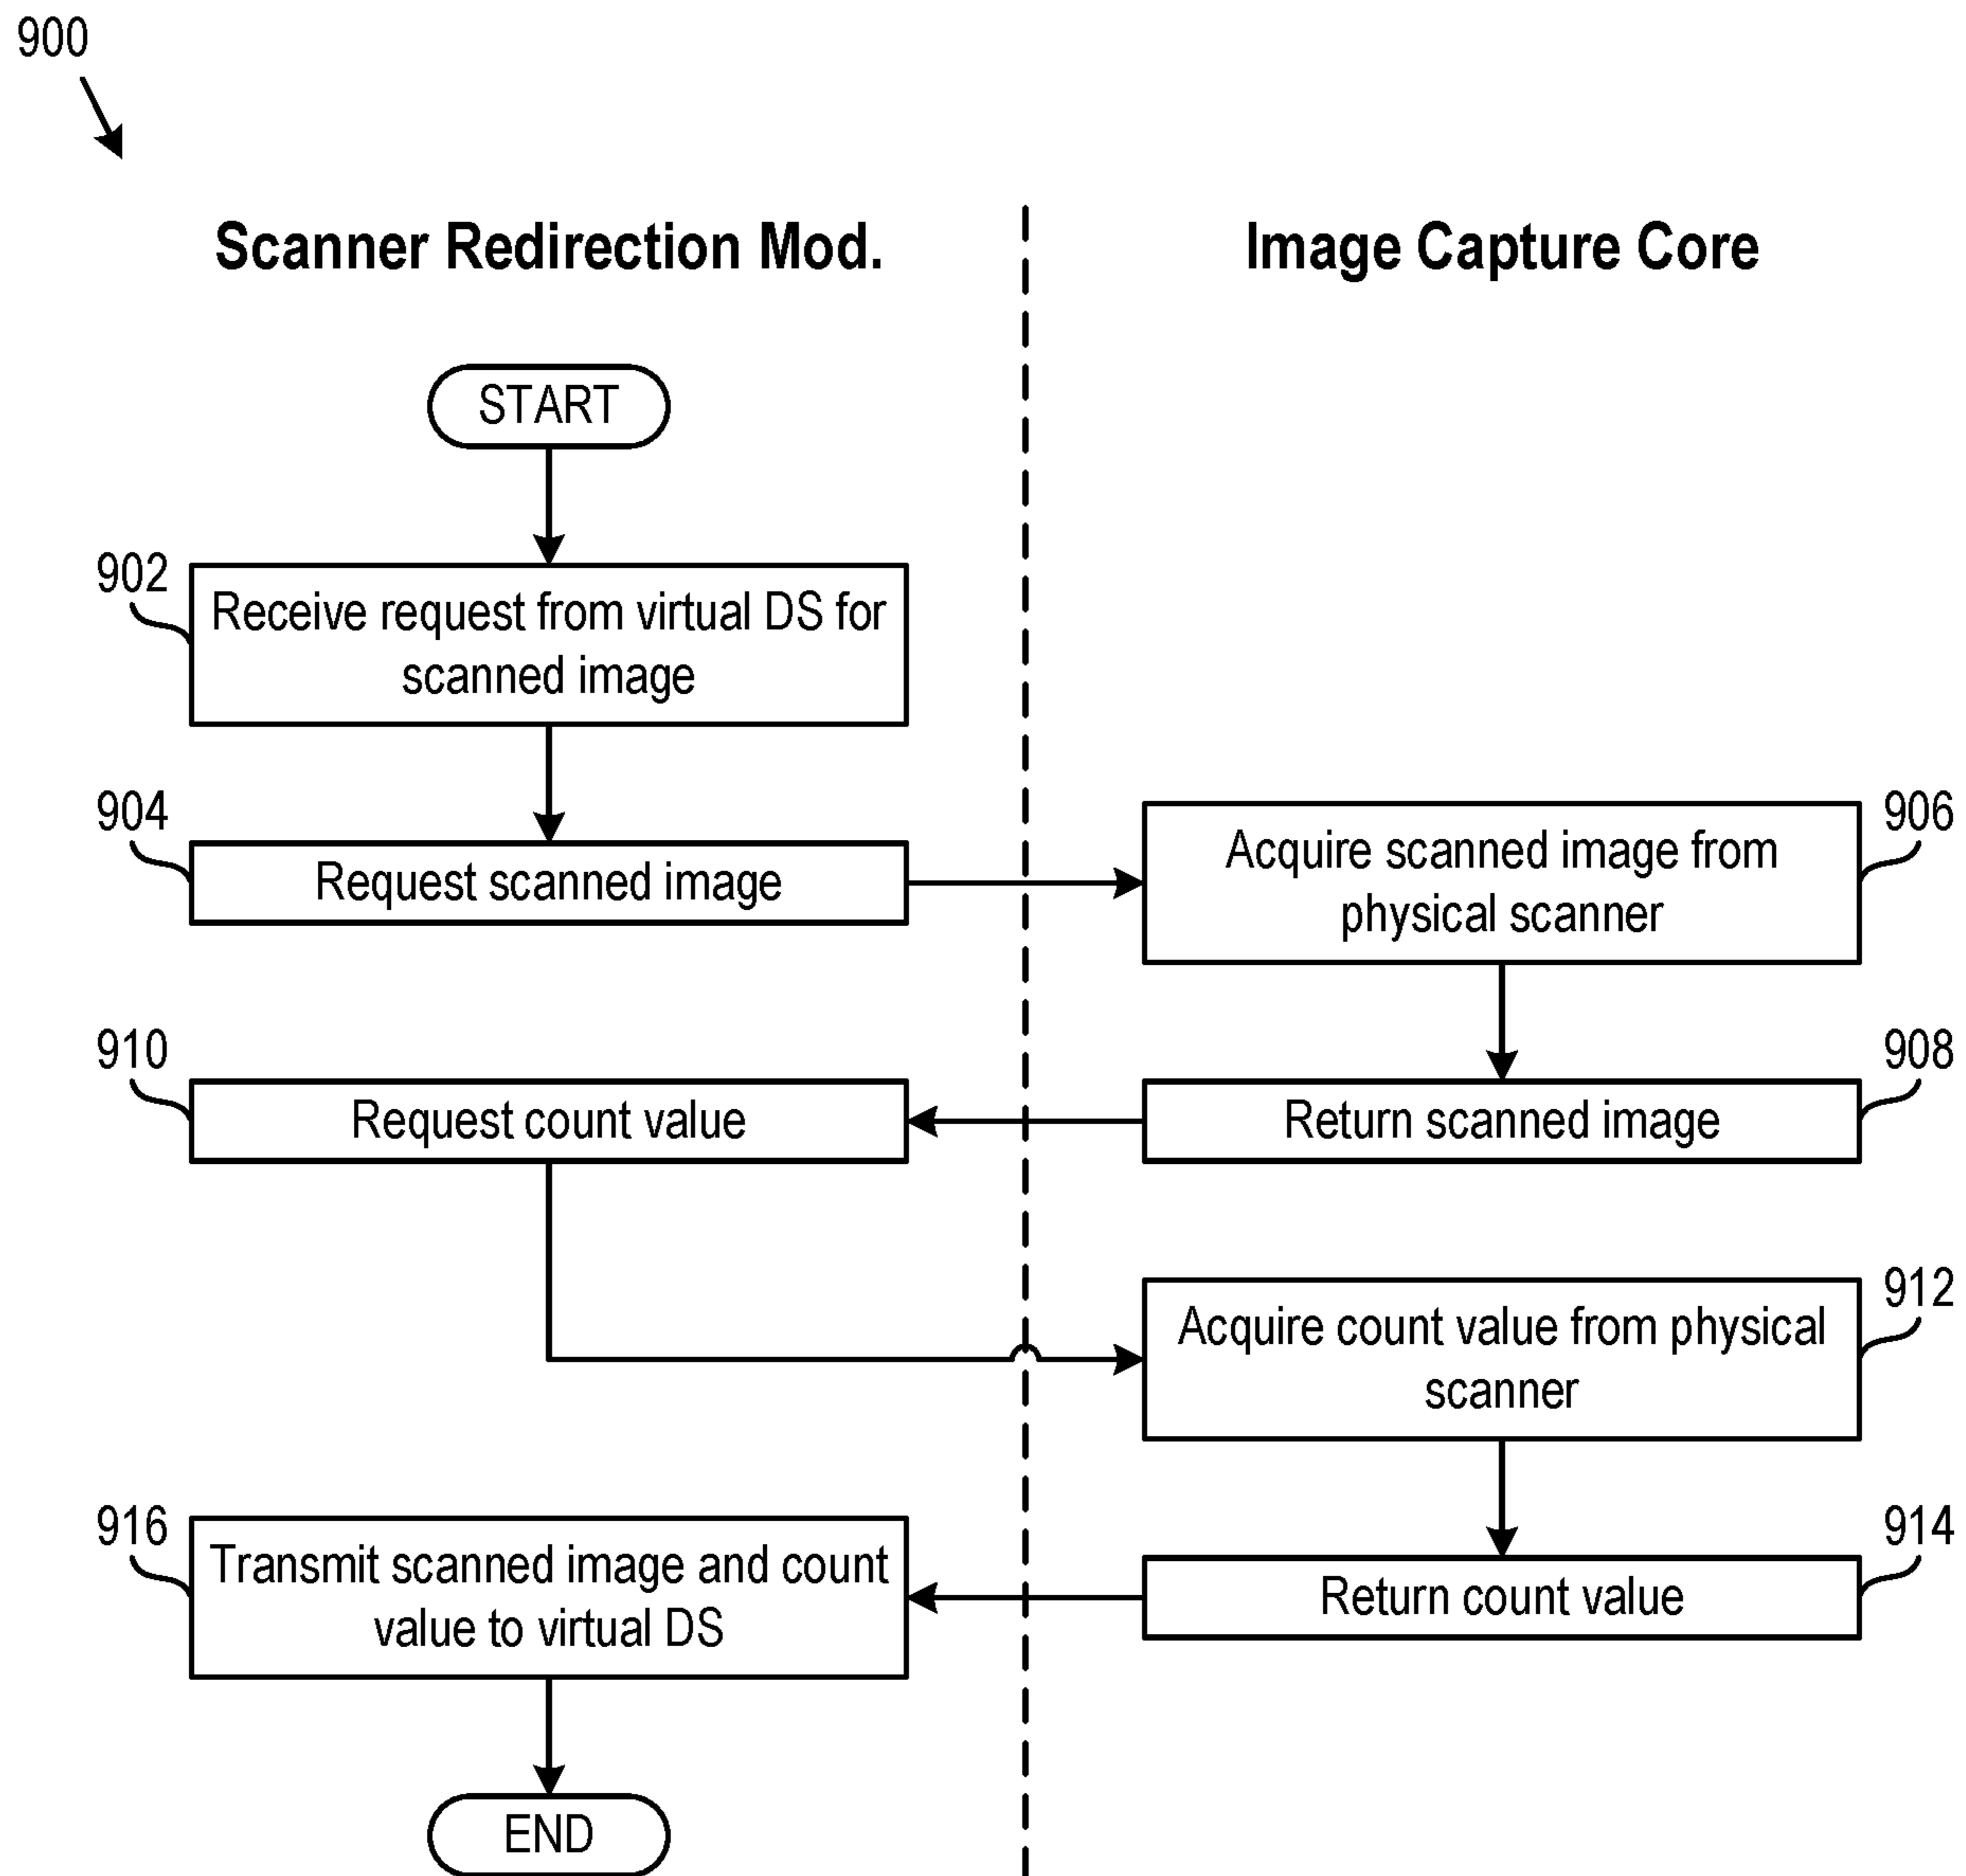 900
Scanner Redirection Mod.
Image Capture Core
START
902
Receive request from virtual DS for
scanned image
904
Request scanned image
906
Acquire scanned image from
physical scanner
908
Return scanned image
910
Request count value
912
Acquire count value from physical
scanner
914
Return count value
916
Transmit scanned image and count
value to virtual DS
END